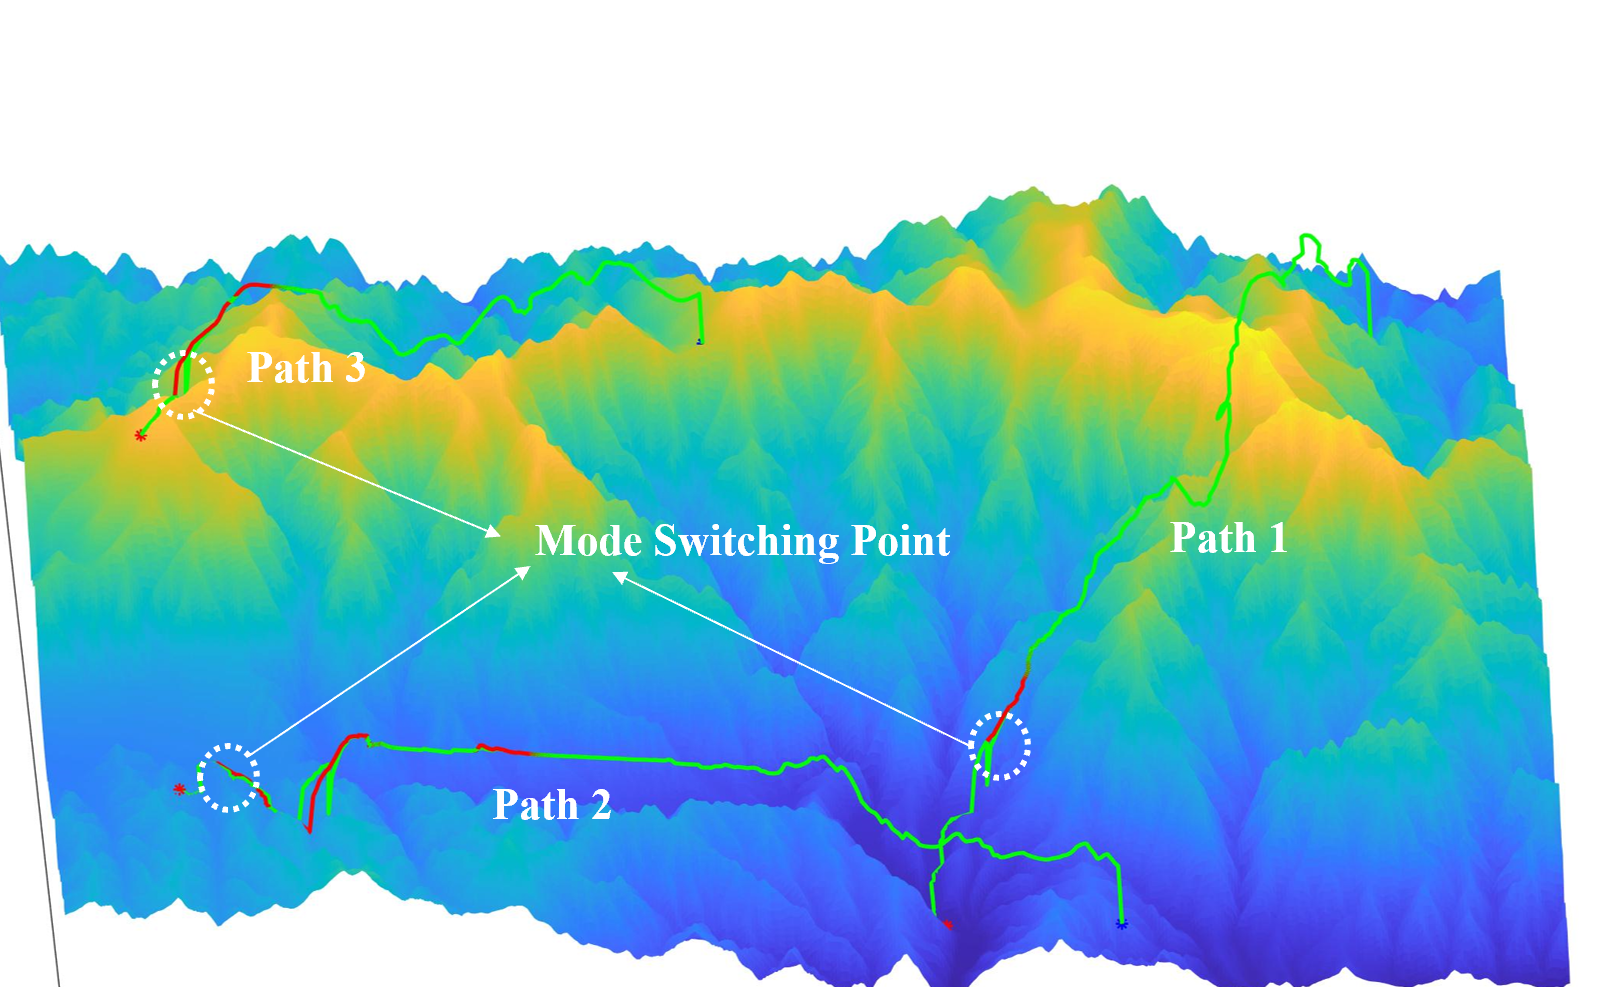 Path 3
Mode Switching Point
Path 1
Path 2